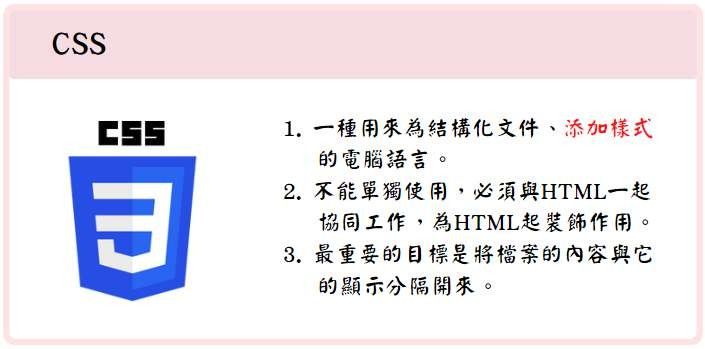 CSS
CSS
3
1. 一種用來為結構化文件、添加樣式
的電腦語言。
2. 不能單獨使用，必須與HTML一起
協同工作，為HTML起裝飾作用。
3. 最重要的目標是將檔案的內容與它
的顯示分隔開來。